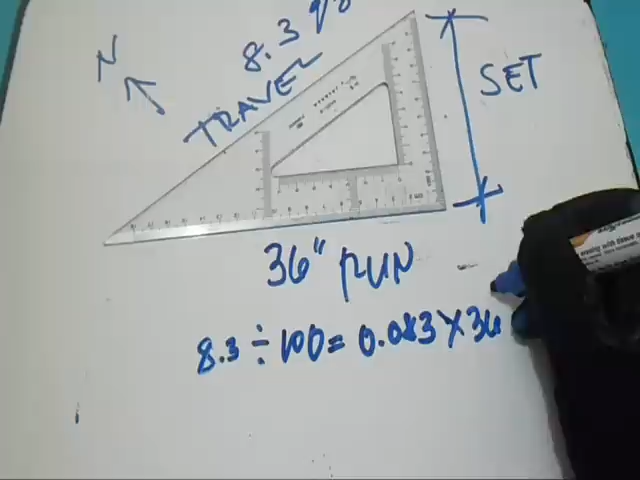 N
8.3 %
TRAVEL
SET
36" RUN
8.3 ÷ 100 = 0.083 × 36